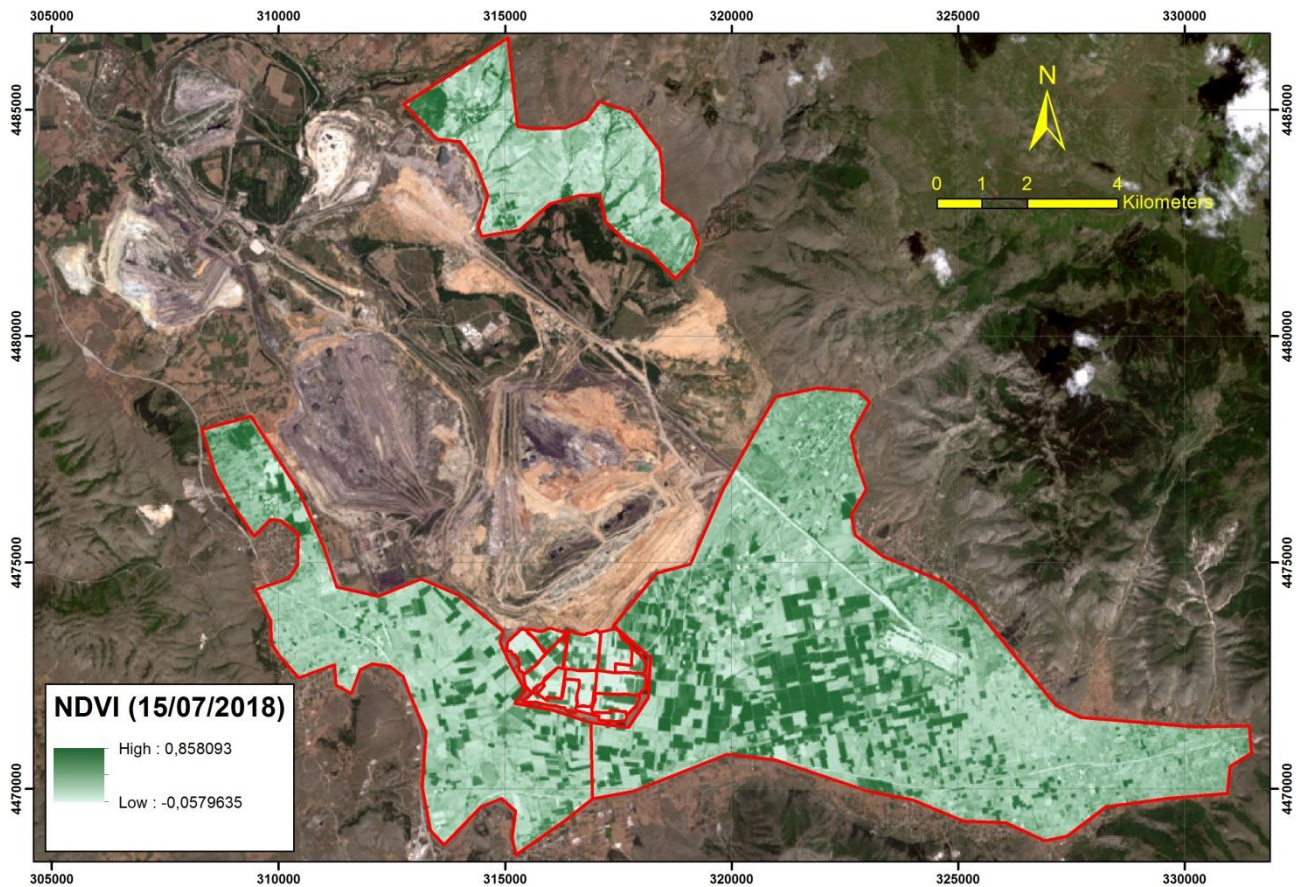 305000 310000 315000 320000 325000 330000
4485000 4485000
N
0 1 2 4
Kilometers
4480000 4480000
4475000 4475000
NDVI (15/07/2018)
High : 0,858093
Low : -0,0579635
4470000 4470000
305000 310000 315000 320000 325000 330000